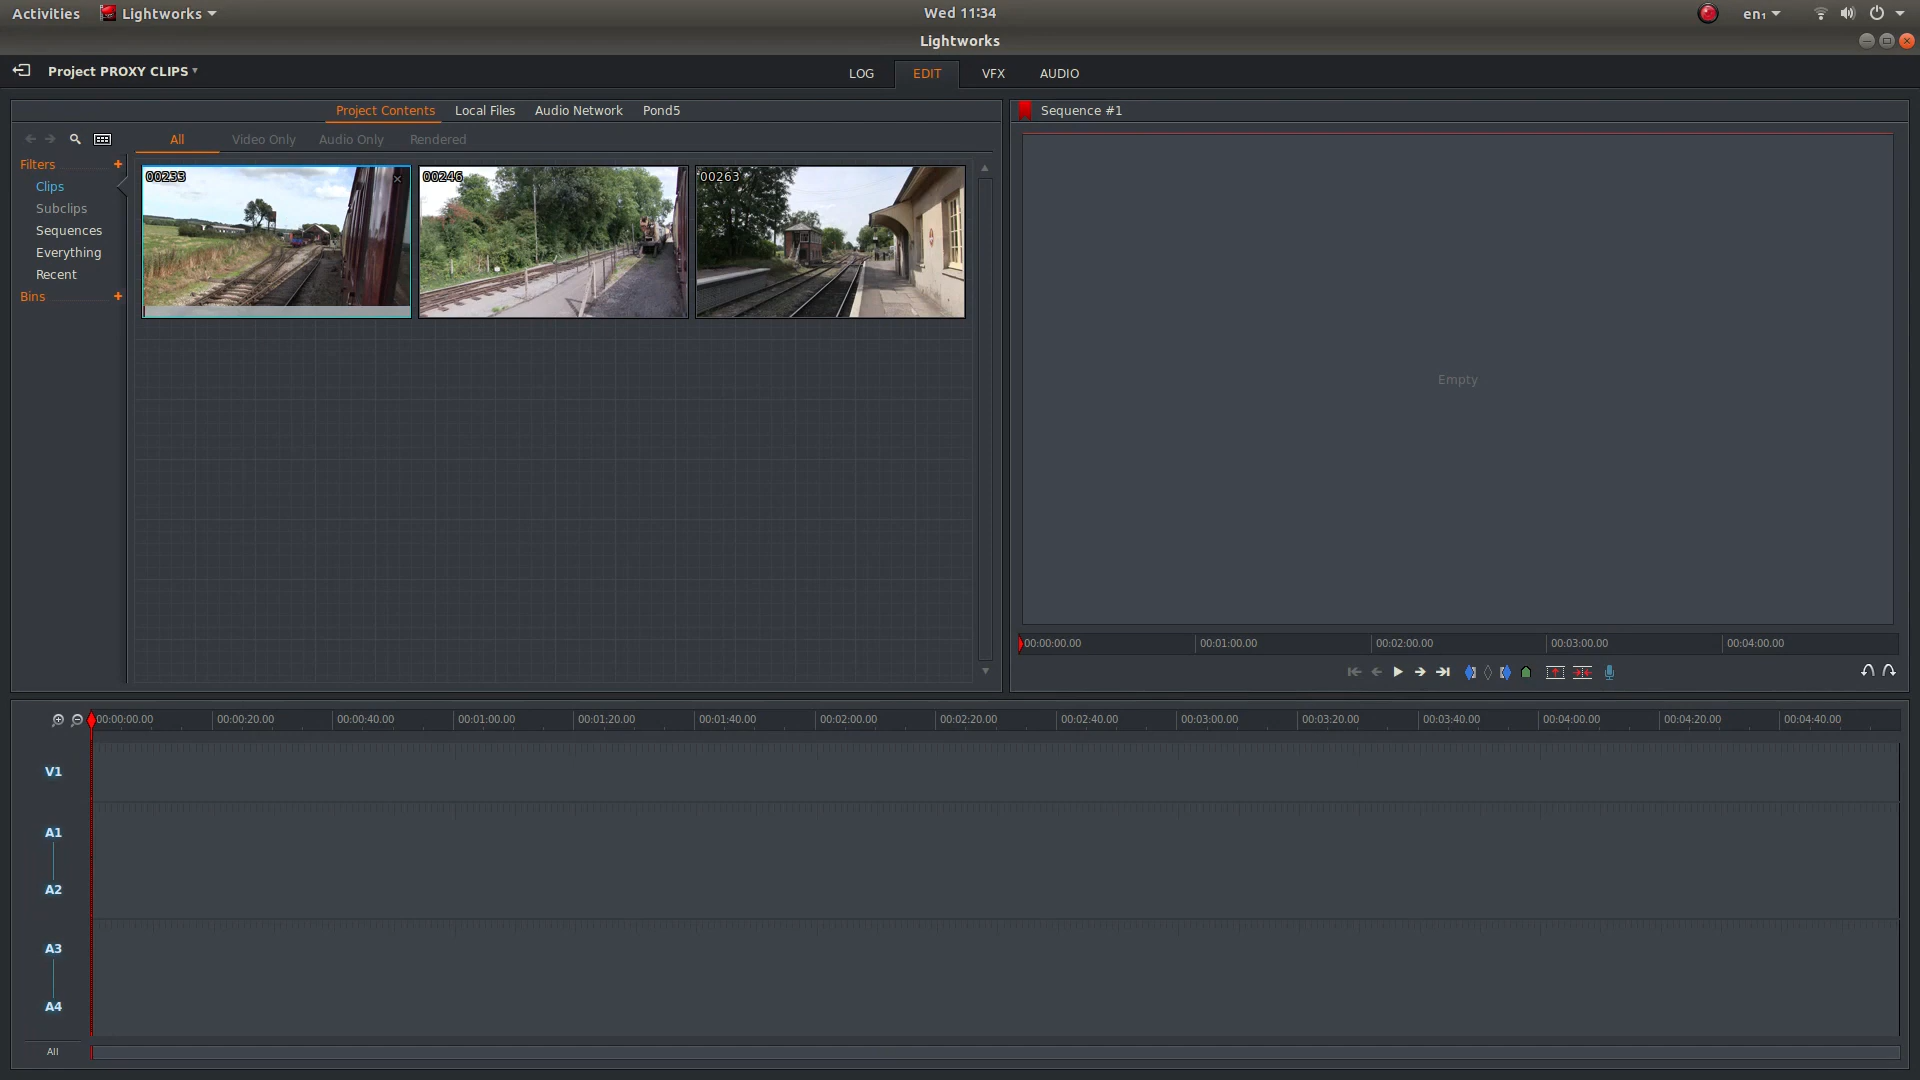 Activities Lightworks Wed 11:34 en₁
Lightworks
Project PROXY CLIPS LOG EDIT VFX AUDIO
Project Contents Local Files Audio Network Pond5 Sequence #1
All Video Only Audio Only Rendered
Filters +
Clips
Subclips
Sequences
Everything
Recent
Bins +
00233 00246 00263
Empty
00:00:00.00 00:01:00.00 00:02:00.00 00:03:00.00 00:04:00.00
00:00:00.00 00:00:20.00 00:00:40.00 00:01:00.00 00:01:20.00 00:01:40.00 00:02:00.00 00:02:20.00 00:02:40.00 00:03:00.00 00:03:20.00 00:03:40.00 00:04:00.00 00:04:20.00 00:04:40.00
V1
A1
A2
A3
A4
All